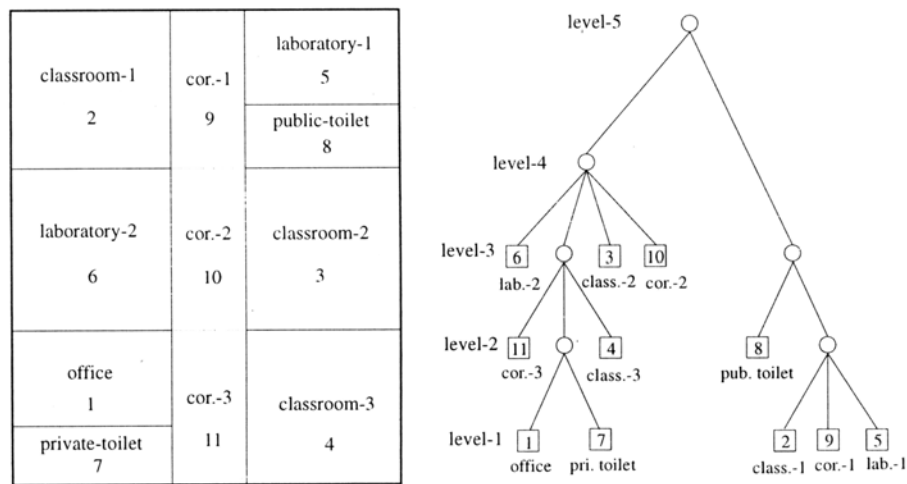 classroom-1
2
cor.-1
9
laboratory-1
5
public-toilet
8
laboratory-2
6
cor.-2
10
classroom-2
3
office
1
private-toilet
7
cor.-3
11
classroom-3
4
level-5
level-4
level-3
6
3
10
lab.-2
class.-2
cor.-2
level-2
11
4
8
cor.-3
class.-3
pub. toilet
level-1
1
7
2
9
5
office
pri. toilet
class.-1
cor.-1
lab.-1